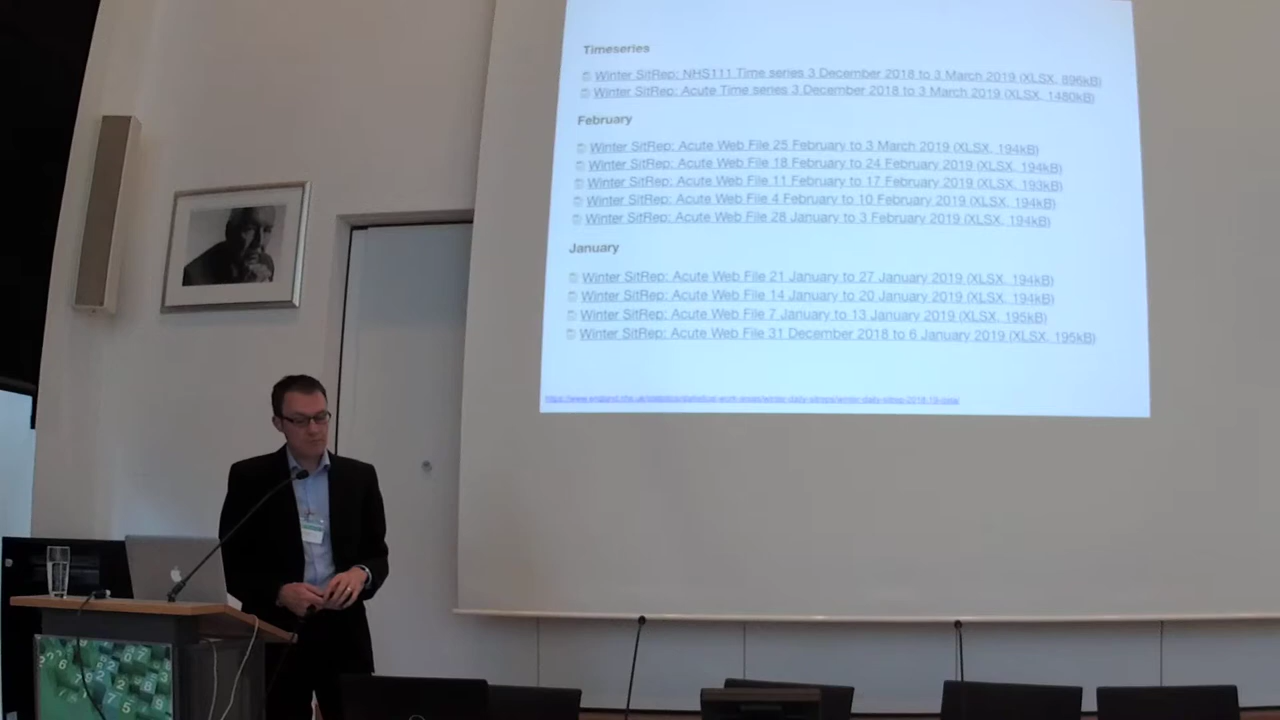 Timeseries
Winter SitRep: NHS111 Time series 3 December 2018 to 3 March 2019 (XLSX, 896kB)
Winter SitRep: Acute Time series 3 December 2018 to 3 March 2019 (XLSX, 1480kB)
February
Winter SitRep: Acute Web File 25 February to 3 March 2019 (XLSX, 194kB)
Winter SitRep: Acute Web File 18 February to 24 February 2019 (XLSX, 194kB)
Winter SitRep: Acute Web File 11 February to 17 February 2019 (XLSX, 193kB)
Winter SitRep: Acute Web File 4 February to 10 February 2019 (XLSX, 194kB)
Winter SitRep: Acute Web File 28 January to 3 February 2019 (XLSX, 194kB)
January
Winter SitRep: Acute Web File 21 January to 27 January 2019 (XLSX, 194kB)
Winter SitRep: Acute Web File 14 January to 20 January 2019 (XLSX, 194kB)
Winter SitRep: Acute Web File 7 January to 13 January 2019 (XLSX, 195kB)
Winter SitRep: Acute Web File 31 December 2018 to 6 January 2019 (XLSX, 195kB)